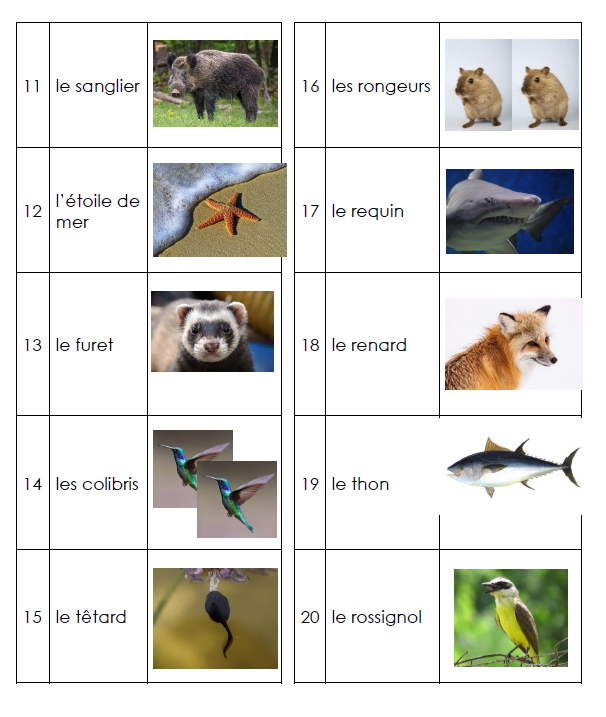 11 le sanglier
12 l’étoile de
mer
13 le furet
14 les colibris
15 le têtard
16 les rongeurs
17 le requin
18 le renard
19 le thon
20 le rossignol